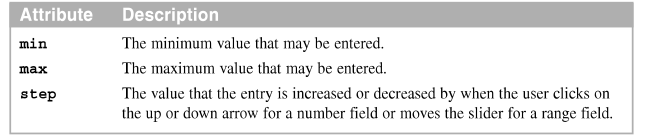 Attribute Description
min The minimum value that may be entered.
max The maximum value that may be entered.
step The value that the entry is increased or decreased by when the user clicks on
the up or down arrow for a number field or moves the slider for a range field.